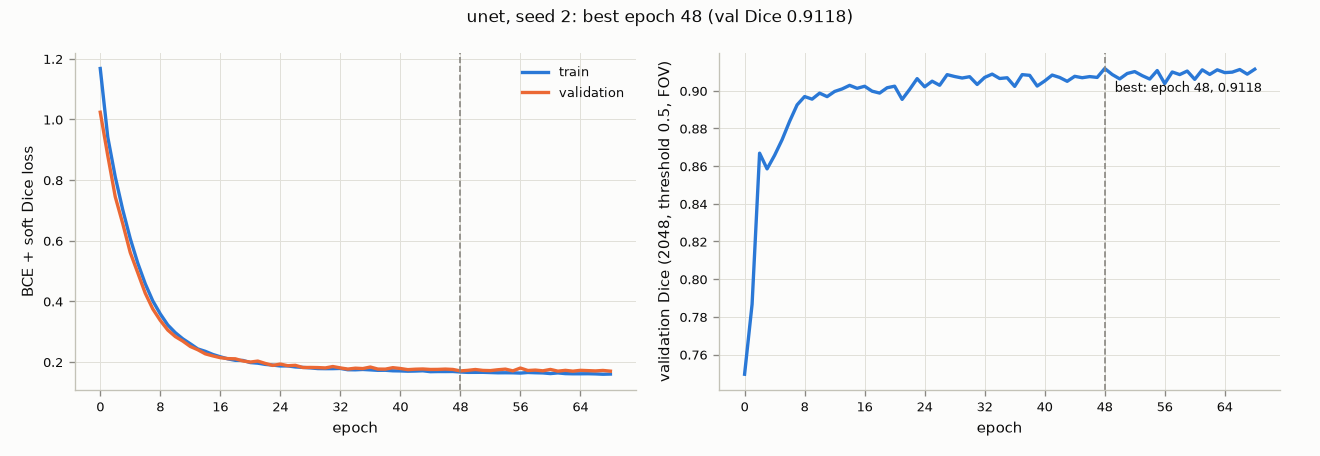 unet, seed 2: best epoch 48 (val Dice 0.9118)
BCE + soft Dice loss
1.2
1.0
0.8
0.6
0.4
0.2
train
validation
0 8 16 24 32 40 48 56 64
epoch
validation Dice (2048, threshold 0.5, FOV)
0.90
0.88
0.86
0.84
0.82
0.80
0.78
0.76
best: epoch 48, 0.9118
0 8 16 24 32 40 48 56 64
epoch